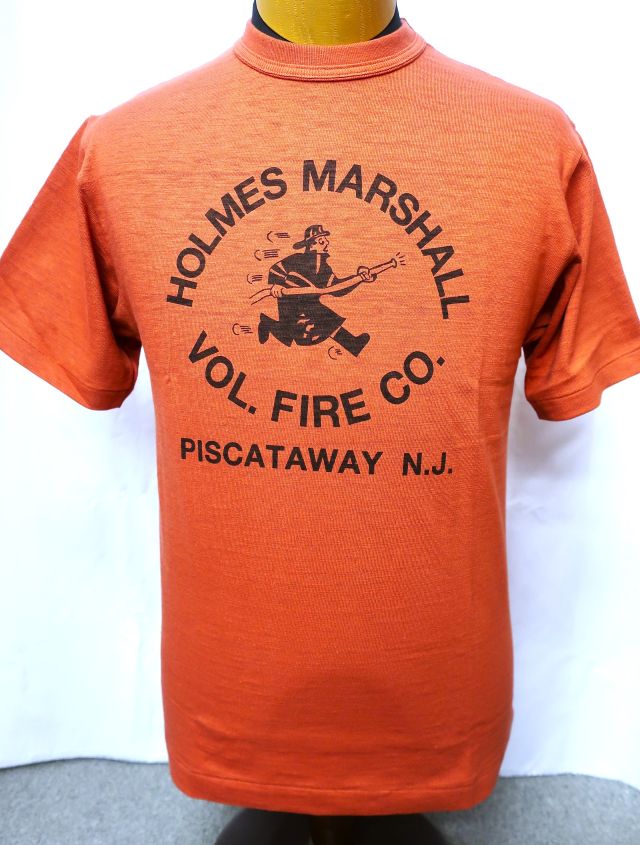 HOLMES MARSHALL
VOL. FIRE CO.
PISCATAWAY N.J.